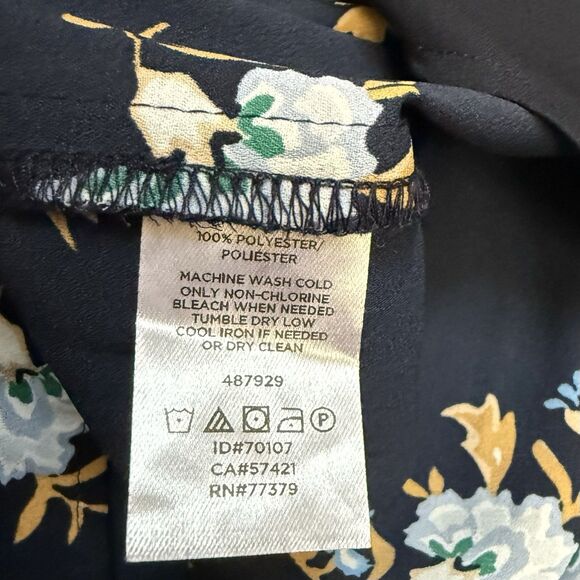 100% POLYESTER/
POLIÉSTER
MACHINE WASH COLD
ONLY NON-CHLORINE
BLEACH WHEN NEEDED
TUMBLE DRY LOW
COOL IRON IF NEEDED
OR DRY CLEAN
487929
P
ID#70107
CA#57421
RN#77379